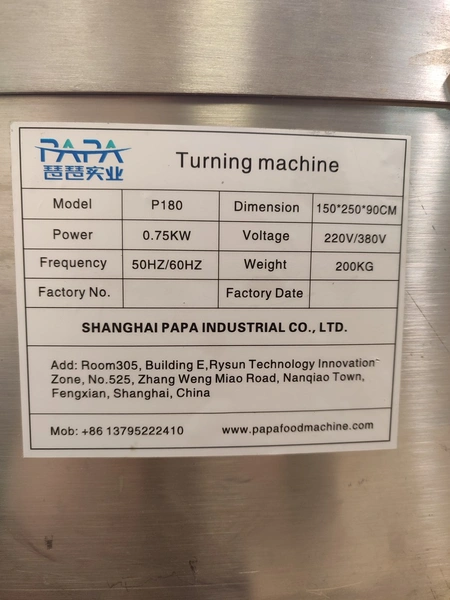 PAPA
琶琶实业
Turning machine
Model P180 Dimension 150*250*90CM
Power 0.75KW Voltage 220V/380V
Frequency 50HZ/60HZ Weight 200KG
Factory No. Factory Date
SHANGHAI PAPA INDUSTRIAL CO., LTD.
Add: Room305, Building E,Rysun Technology Innovation
Zone, No.525, Zhang Weng Miao Road, Nanqiao Town,
Fengxian, Shanghai, China
Mob: +86 13795222410 www.papafoodmachine.com